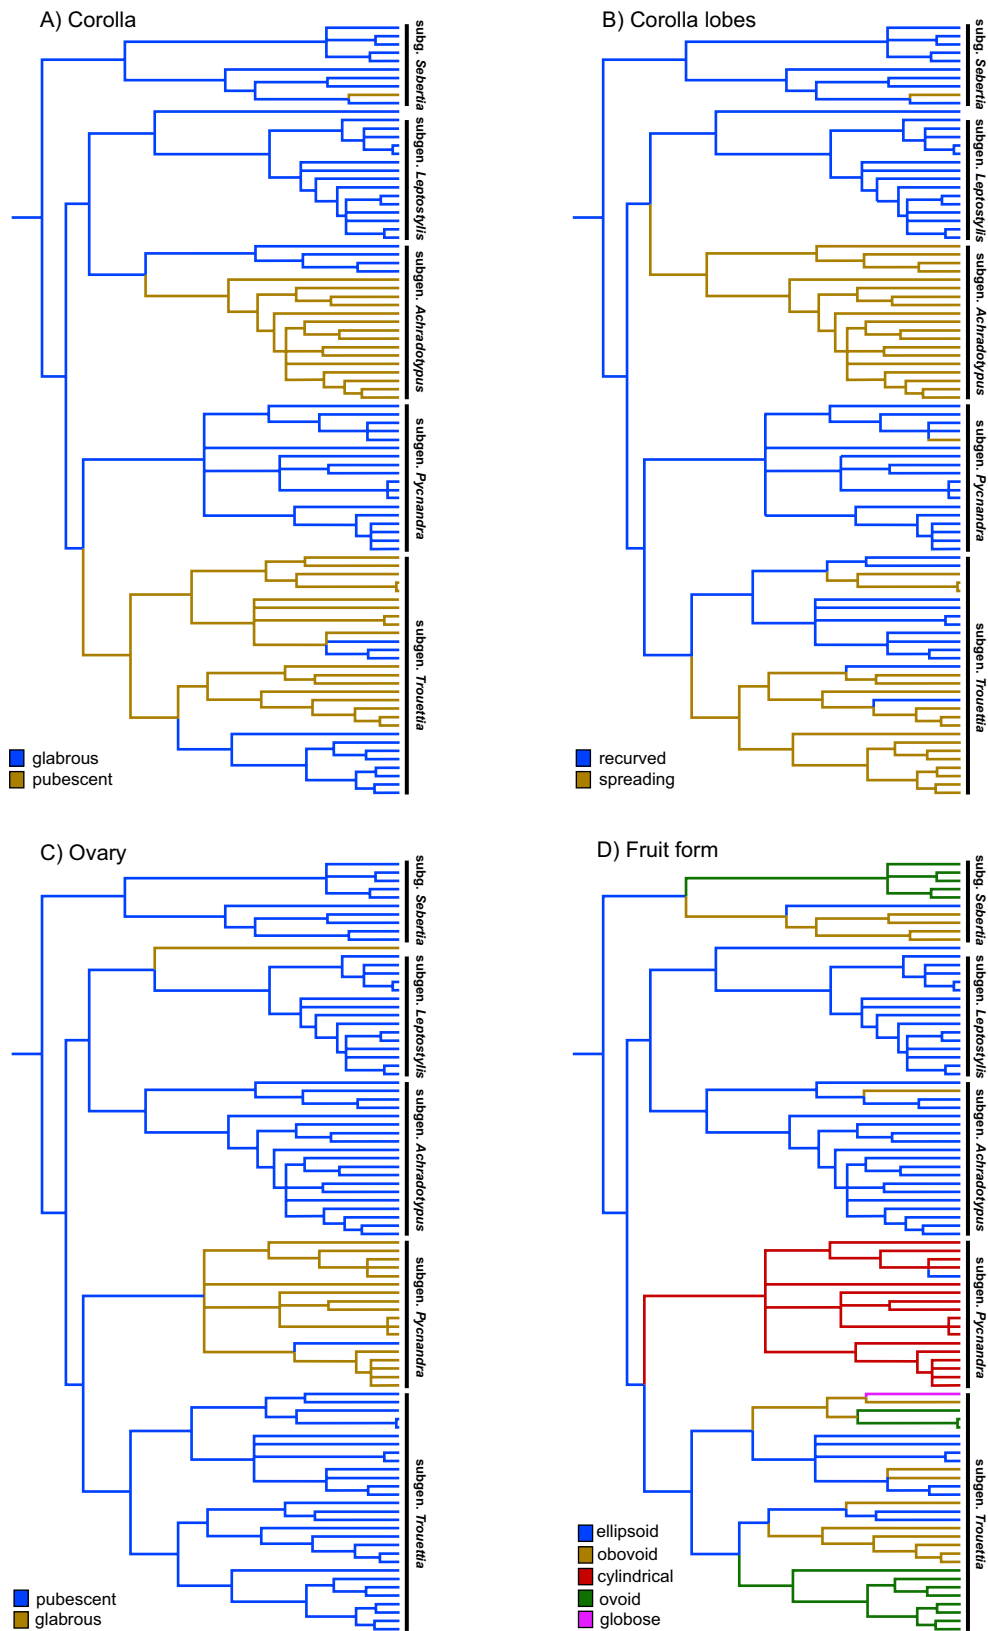 A) Corolla
subg. Sebertia
subgen. Leptostylis
subgen. Achradotypus
subgen. Pycnandra
subgen. Trouettia
glabrous
pubescent
B) Corolla lobes
subg. Sebertia
subgen. Leptostylis
subgen. Achradotypus
subgen. Pycnandra
subgen. Trouettia
recurved
spreading
C) Ovary
subg. Sebertia
subgen. Leptostylis
subgen. Achradotypus
subgen. Pycnandra
subgen. Trouettia
pubescent
glabrous
D) Fruit form
subg. Sebertia
subgen. Leptostylis
subgen. Achradotypus
subgen. Pycnandra
subgen. Trouettia
ellipsoid
obovoid
cylindrical
ovoid
globose